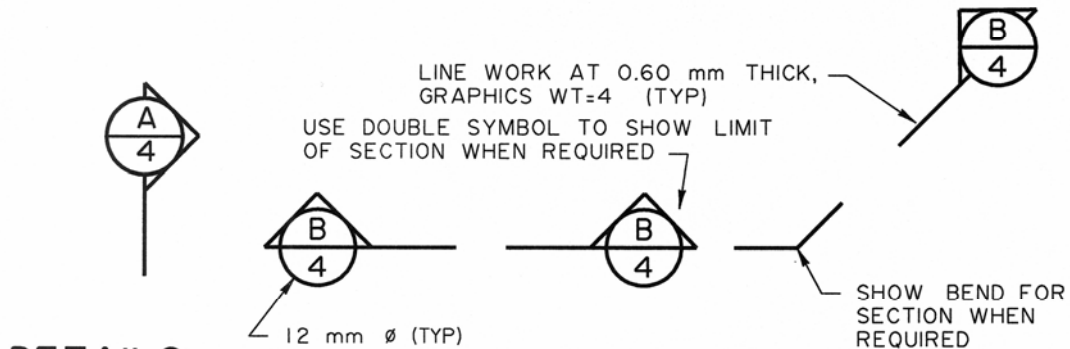 B
4
LINE WORK AT 0.60 mm THICK,
GRAPHICS WT=4 (TYP)
A
4
USE DOUBLE SYMBOL TO SHOW LIMIT
OF SECTION WHEN REQUIRED
B
4
B
4
SHOW BEND FOR
SECTION WHEN
REQUIRED
12 mm ø (TYP)